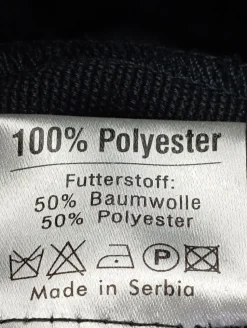 100% Polyester
Futterstoff:
50% Baumwolle
50% Polyester
P
Made in Serbia